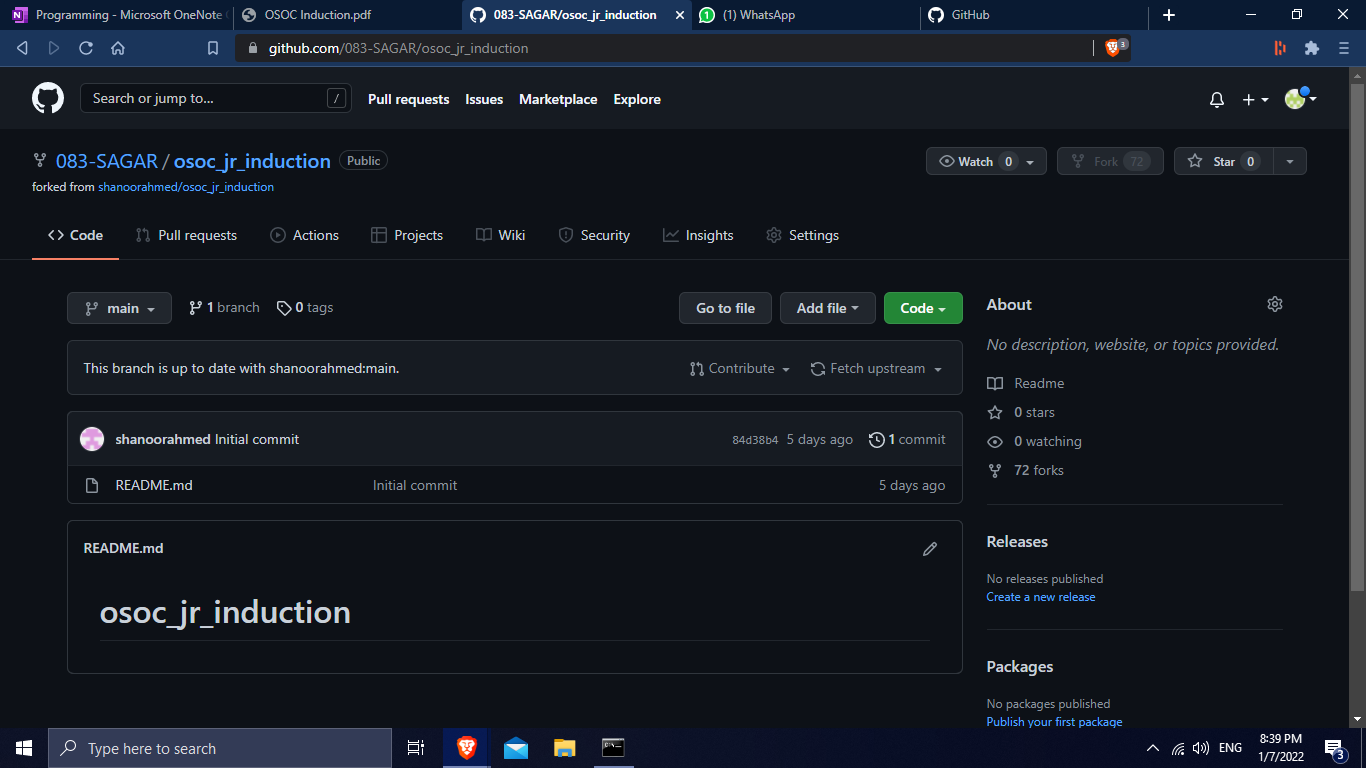 Programming - Microsoft OneNote
OSOC Induction.pdf
083-SAGAR/osoc_jr_induction
(1) WhatsApp
GitHub
github.com/083-SAGAR/osoc_jr_induction
3
Search or jump to...
/
Pull requests
Issues
Marketplace
Explore
083-SAGAR / osoc_jr_induction
Public
Watch 0
Fork 72
Star 0
forked from shanoorahmed/osoc_jr_induction
Code
Pull requests
Actions
Projects
Wiki
Security
Insights
Settings
main
1 branch
0 tags
Go to file
Add file
Code
This branch is up to date with shanoorahmed:main.
Contribute
Fetch upstream
shanoorahmed Initial commit
84d38b4 5 days ago
1 commit
README.md
Initial commit
5 days ago
README.md
osoc_jr_induction
About
No description, website, or topics provided.
Readme
0 stars
0 watching
72 forks
Releases
No releases published
Create a new release
Packages
No packages published
Publish your first package
Type here to search
ENG
8:39 PM
1/7/2022
3